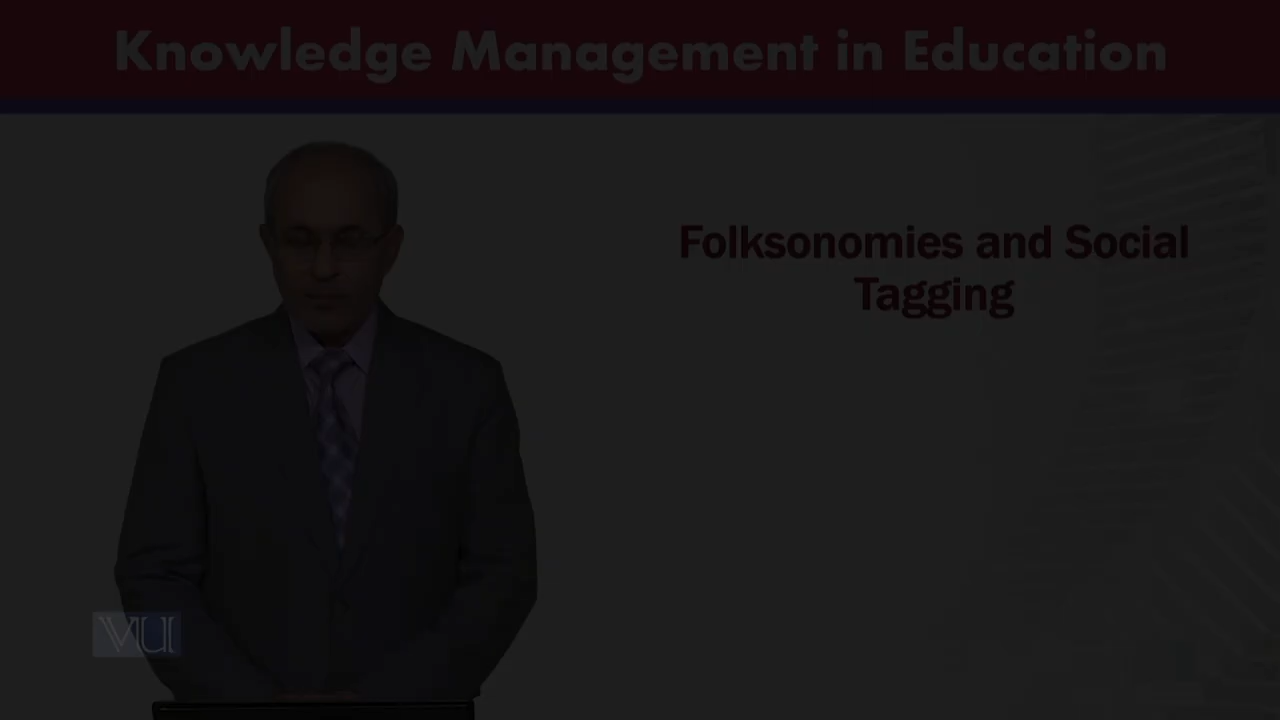 Knowledge Management in Education
Folksonomies and Social
Tagging
VU